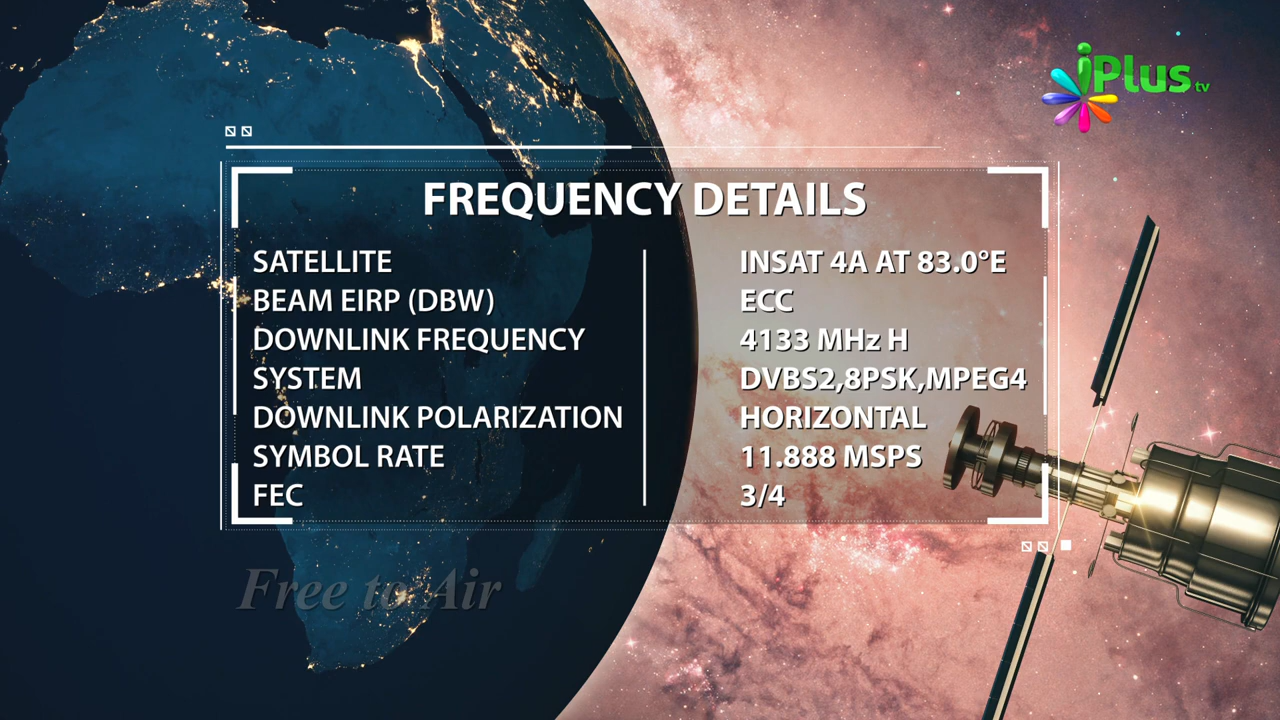 iPlus tv
FREQUENCY DETAILS
SATELLITE INSAT 4A AT 83.0°E
BEAM EIRP (DBW) ECC
DOWNLINK FREQUENCY 4133 MHz H
SYSTEM DVBS2,8PSK,MPEG4
DOWNLINK POLARIZATION HORIZONTAL
SYMBOL RATE 11.888 MSPS
FEC 3/4
Free to Air